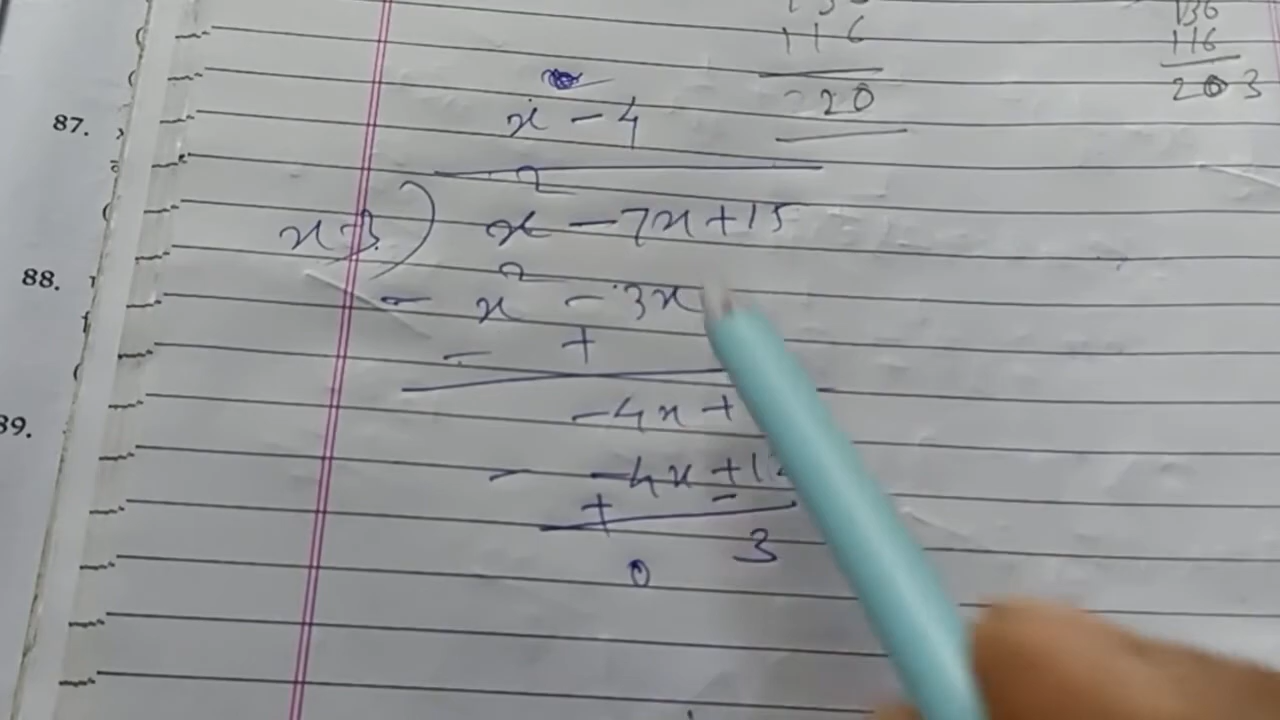 136
116
116
20
203
87.
x - 4
x-3) x² - 7x + 15
88.
- x² - 3x
- +
-4x +
89.
- -4x + 12
+ -
0 3